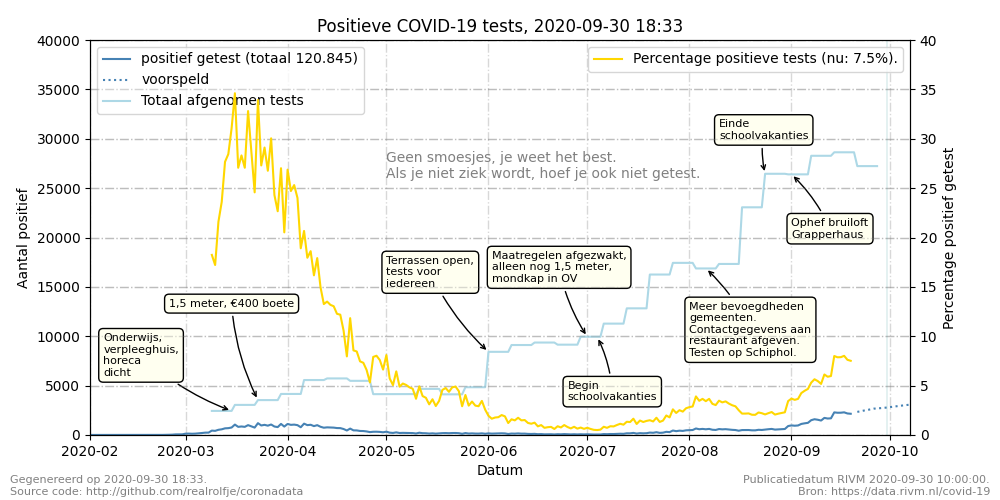 Positieve COVID-19 tests, 2020-09-30 18:33
positief getest (totaal 120.845)
voorspeld
Totaal afgenomen tests
Percentage positieve tests (nu: 7.5%).
Geen smoesjes, je weet het best.
Als je niet ziek wordt, hoef je ook niet getest.
Einde
schoolvakanties
Ophef bruiloft
Grapperhaus
Terrassen open,
tests voor
iedereen
Maatregelen afgezwakt,
alleen nog 1,5 meter,
mondkap in OV
1,5 meter, €400 boete
Onderwijs,
verpleeghuis,
horeca
dicht
Meer bevoegdheden
gemeenten.
Contactgegevens aan
restaurant afgeven.
Testen op Schiphol.
Begin
schoolvakanties
Aantal positief
40000
35000
30000
25000
20000
15000
10000
5000
0
Percentage positief getest
40
35
30
25
20
15
10
5
0
2020-02 2020-03 2020-04 2020-05 2020-06 2020-07 2020-08 2020-09 2020-10
Datum
Gegenereerd op 2020-09-30 18:33.
Source code: http://github.com/realrolfje/coronadata
Publicatiedatum RIVM 2020-09-30 10:00:00.
Bron: https://data.rivm.nl/covid-19